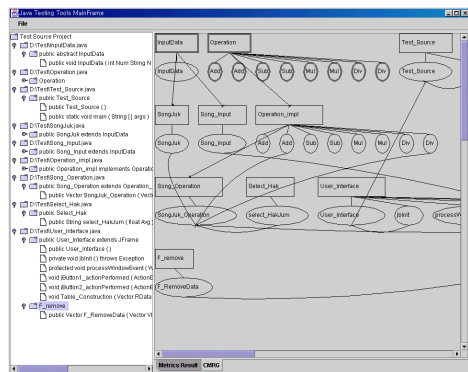 Java Testing Tools MainFrame
File
Test Source Project
D:\Test\InputData.java
public abstract InputData
public void InputData ( int Num String N
D:\Test\Operation.java
Operation
D:\Test\Test_Source.java
public Test_Source
public Test_Source ()
public static void main ( String [] args )
D:\Test\SongJuk.java
public SongJuk extends InputData
D:\Test\Song_Input.java
public Song_Input extends InputData
D:\Test\Operation_impl.java
public Operation_impl implements Operatio
D:\Test\Song_Operation.java
public Song_Operation extends Operation_
public Vector SongJuk_Operation ( Vect
D:\Test\Select_Hak.java
public String select_HakJum ( float Avg )
D:\Test\User_Interface.java
public User_Interface extends JFrame
public User_Interface ()
private void jbInit () throws Exception
protected void processWindowEvent (W
void jButton1_actionPerformed ( ActionE
void jButton2_actionPerformed ( ActionE
void Table_Construction ( Vector RData
F_remove
public Vector F_RemoveData ( Vector VI
InputData
Operation
Test_Source
InputData
Add
Add
Sub
Sub
Mul
Mul
Div
Div
Test_Source
SongJuk
Song_Input
Operation_impl
SongJuk
Song_Input
Add
Add
Sub
Sub
Mul
Mul
Div
Div
Song_Operation
Select_Hak
User_Interface
SongJuk_Operation
select_HakJum
User_Interface
jbInit
processW
F_remove
F_RemoveData
Metrics Result
CMRG